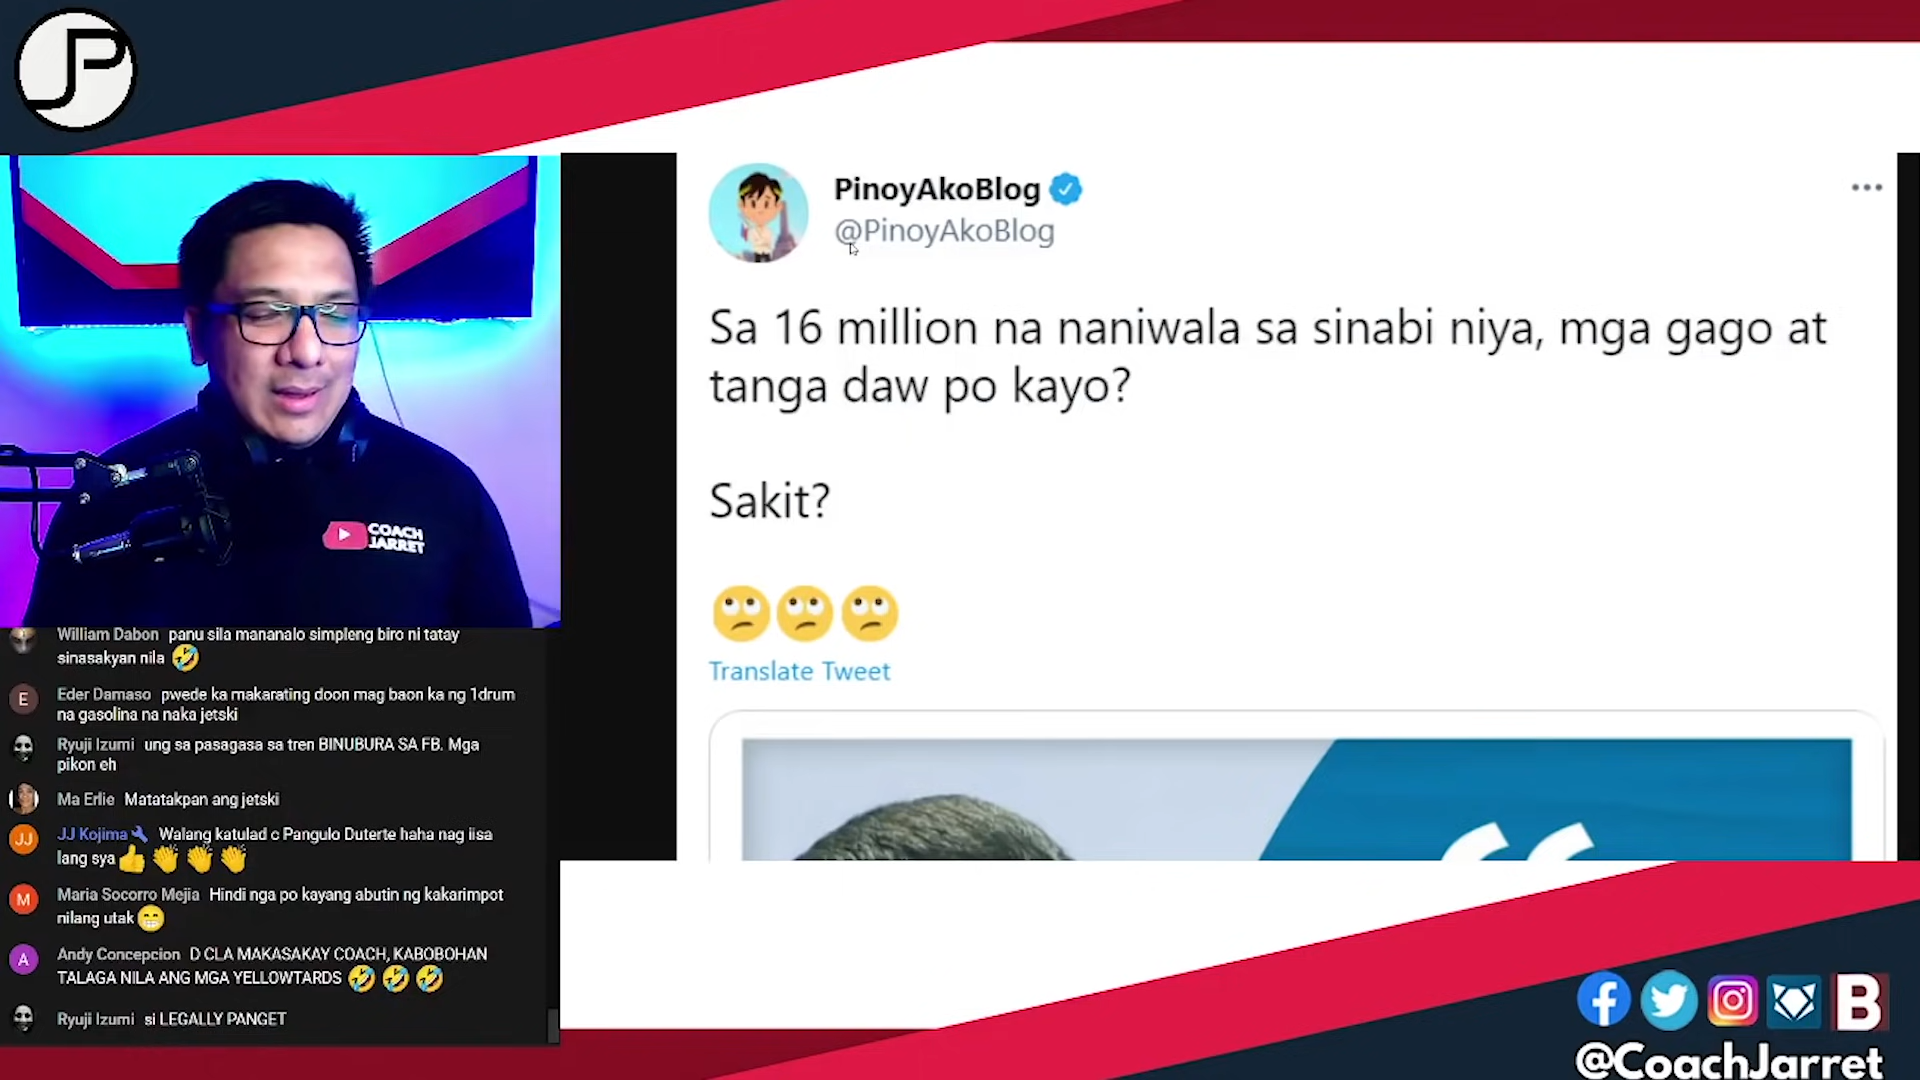 JP
COACH
JARRET
PinoyAkoBlog
@PinoyAkoBlog
Sa 16 million na naniwala sa sinabi niya, mga gago at
tanga daw po kayo?
Sakit?
🙄🙄🙄
Translate Tweet
William Dabon panu sila mananalo simpleng biro ni tatay
sinasakyan nila 🤣
E
Eder Damaso pwede ka makarating doon mag baon ka ng 1drum
na gasolina na naka jetski
Ryuji Izumi ung sa pasagasa sa tren BINUBURA SA FB. Mga
pikon eh
Ma Erlie Matatakpan ang jetski
JJ
JJ Kojima🔧 Walang katulad c Pangulo Duterte haha nag iisa
lang sya👍 👏 👏 👏
M
Maria Socorro Mejia Hindi nga po kayang abutin ng kakarimpot
nilang utak 😁
A
Andy Concepcion D CLA MAKASAKAY COACH, KABOBOHAN
TALAGA NILA ANG MGA YELLOWTARDS 🤣 🤣 🤣
Ryuji Izumi si LEGALLY PANGET
B
@CoachJarret